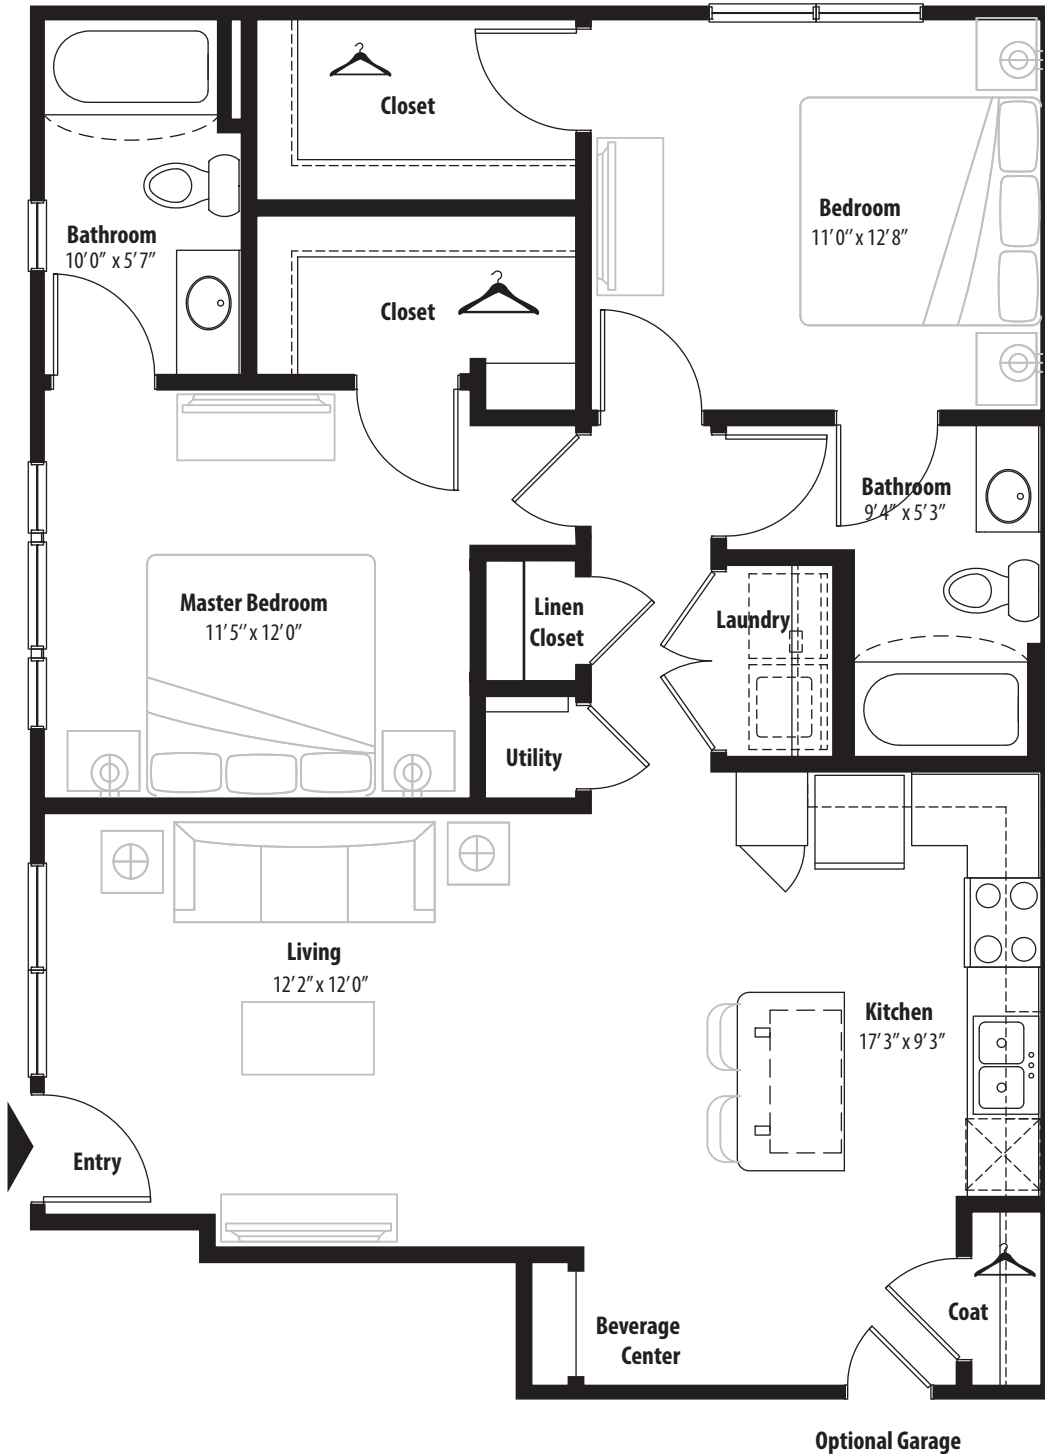 Closet
Bedroom
11'0'' x 12'8”
Bathroom
10'0” x 5'7”
Closet
Bathroom
9'4” x 5'3”
Master Bedroom
11'5'' x 12'0”
Linen
Closet
Laundry
Utility
Living
12'2” x 12'0”
Kitchen
17'3” x 9'3”
Entry
Coat
Beverage
Center
Optional Garage